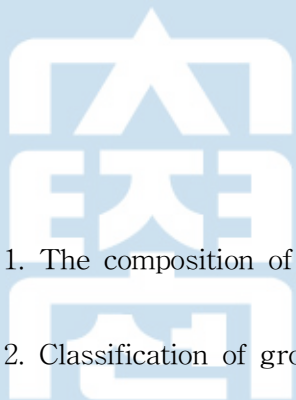 1. The composition of
2. Classification of